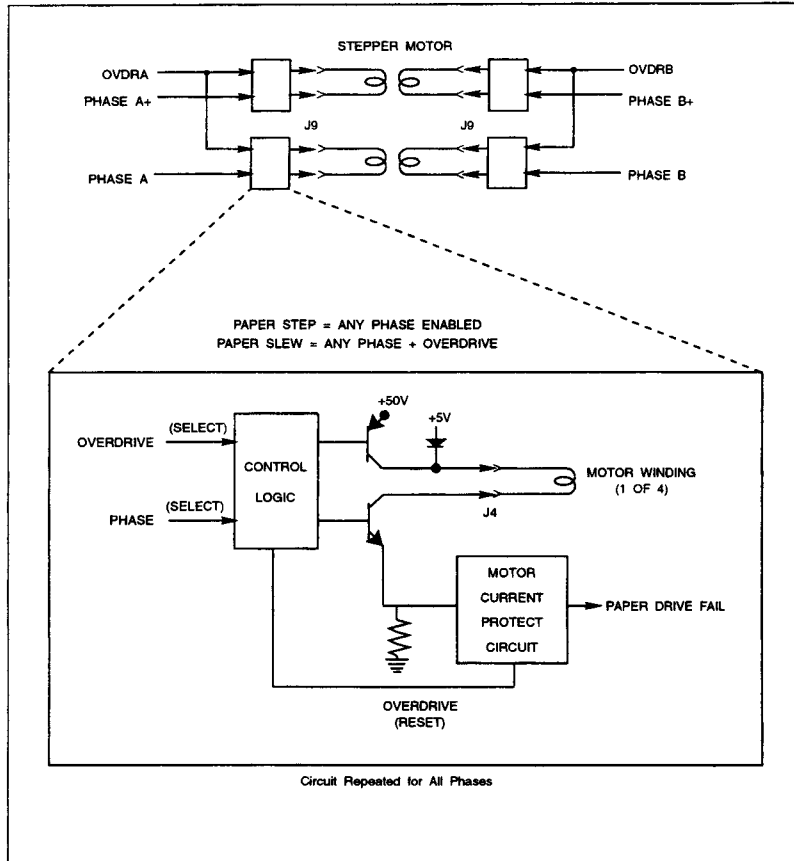 STEPPER MOTOR
OVDRA
OVDRB
PHASE A+
PHASE B+
J9
J9
PHASE A
PHASE B
PAPER STEP = ANY PHASE ENABLED
PAPER SLEW = ANY PHASE + OVERDRIVE
+50V
+5V
OVERDRIVE
(SELECT)
CONTROL
LOGIC
MOTOR WINDING
(1 OF 4)
PHASE
(SELECT)
J4
MOTOR
CURRENT
PROTECT
CIRCUIT
PAPER DRIVE FAIL
OVERDRIVE
(RESET)
Circuit Repeated for All Phases